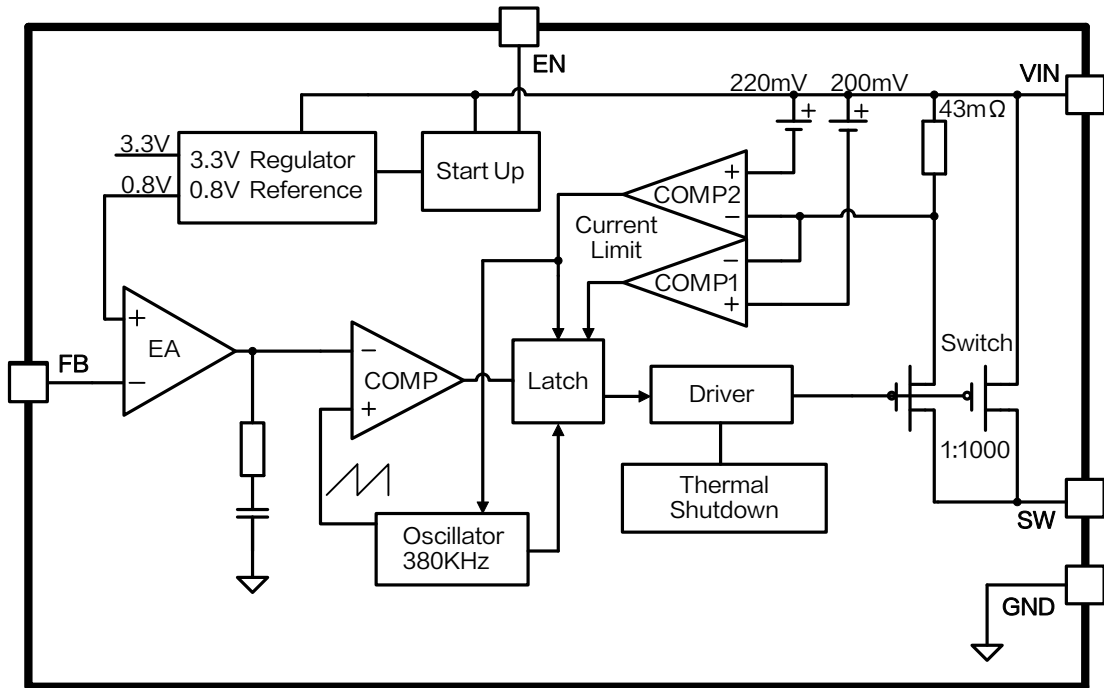 EN
220mV
200mV
VIN
43mΩ
3.3V
3.3V Regulator
0.8V
0.8V Reference
Start Up
+
+
+
COMP2
−
Current
Limit
−
COMP1
+
+
EA
FB
−
−
COMP
+
Latch
Driver
Switch
1:1000
Thermal
Shutdown
SW
Oscillator
380KHz
GND